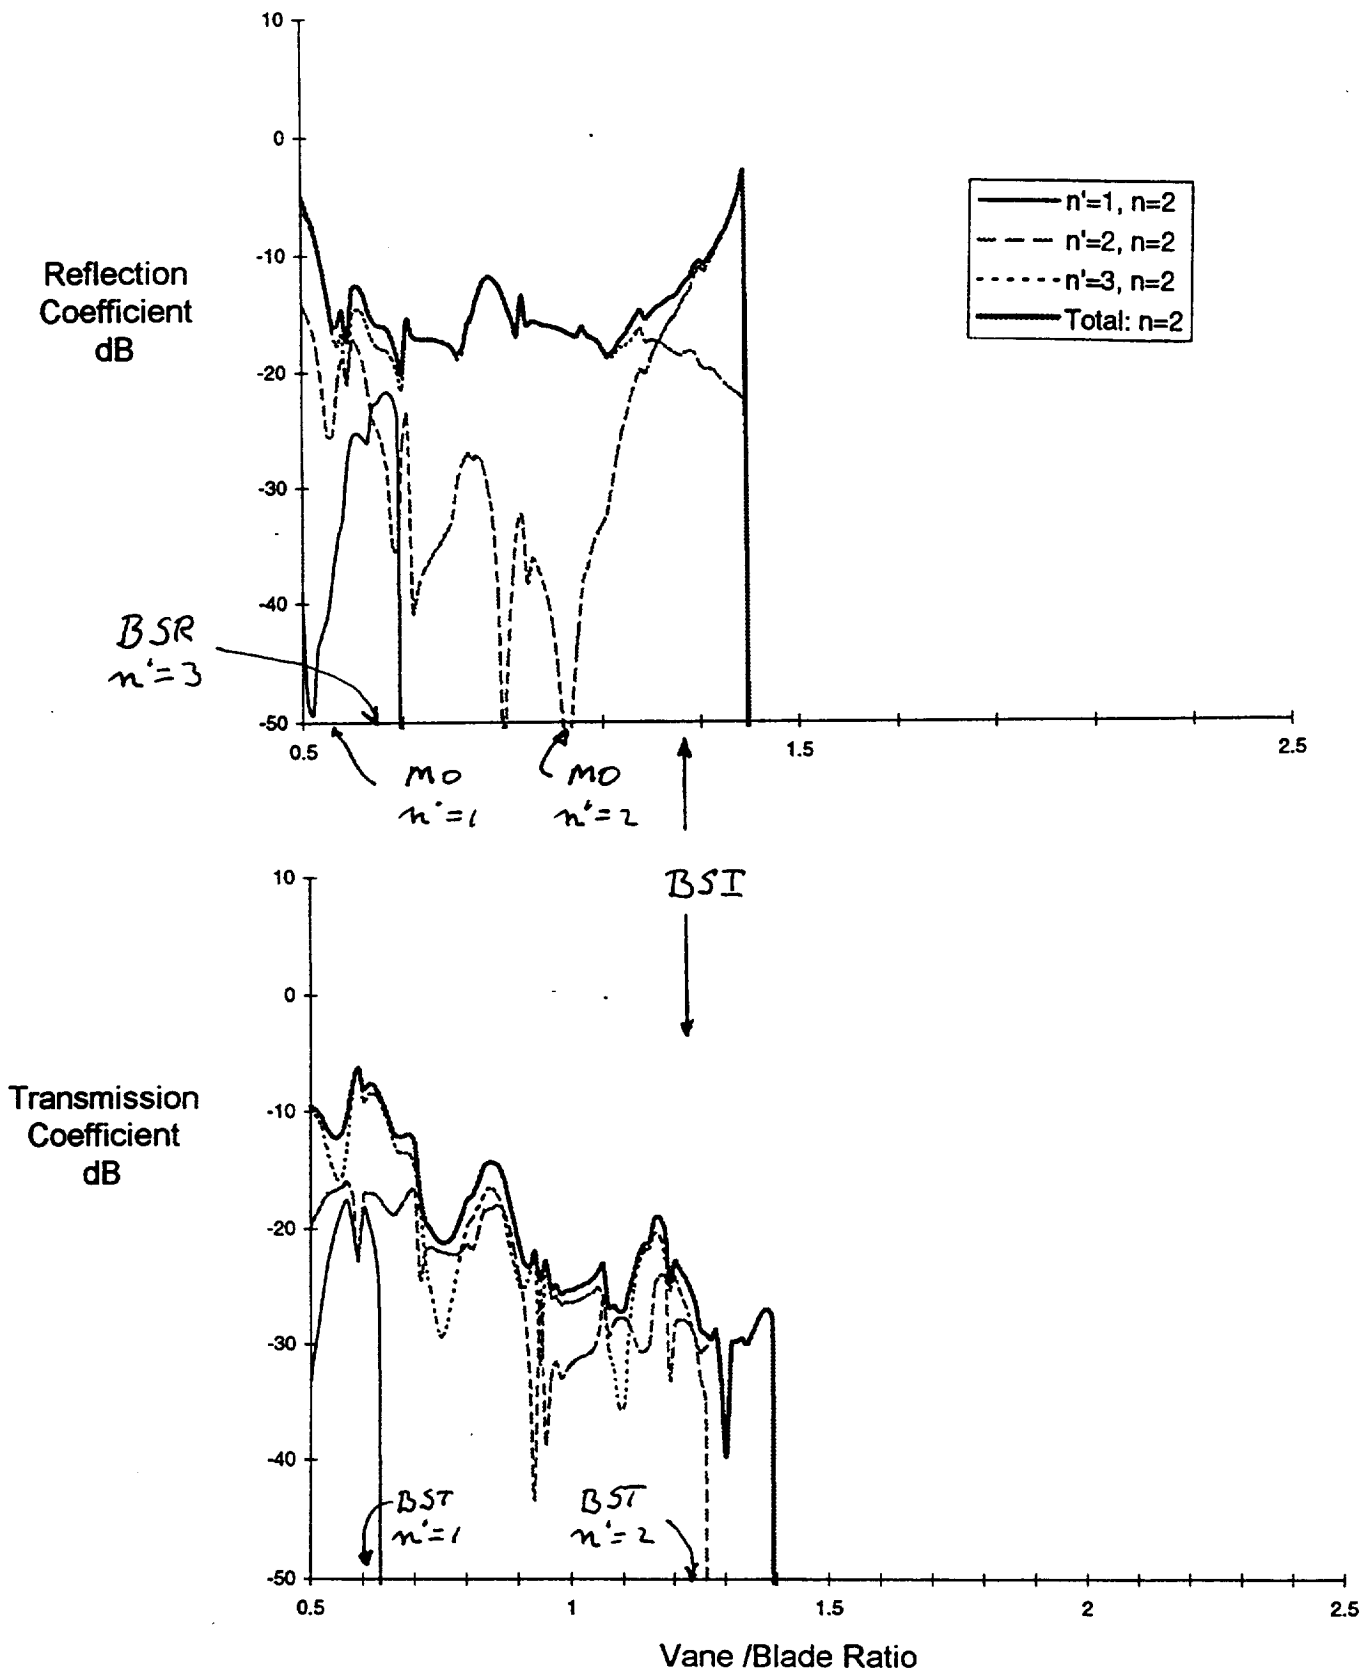 10
0
-10
-20
-30
-40
-50
Reflection
Coefficient
dB
n'=1, n=2
n'=2, n=2
n'=3, n=2
Total: n=2
BSR
n'=3
0.5
1.5
2.5
MO
n'=1
MO
n'=2
BSI
10
0
-10
-20
-30
-40
-50
Transmission
Coefficient
dB
BST
n'=1
BST
n'=2
0.5
1
1.5
2
2.5
Vane /Blade Ratio